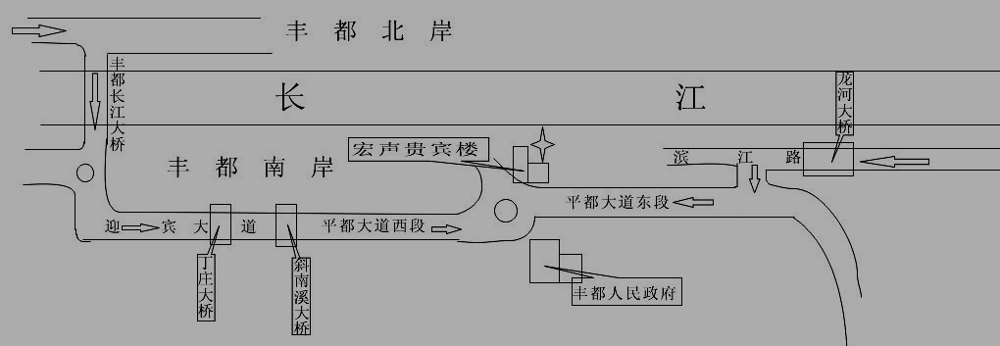 丰都北岸
丰都长江大桥
长江
龙河大桥
宏声贵宾楼
丰都南岸
滨江路
平都大道东段
迎宾大道
平都大道西段
丁庄大桥
斜南溪大桥
丰都人民政府